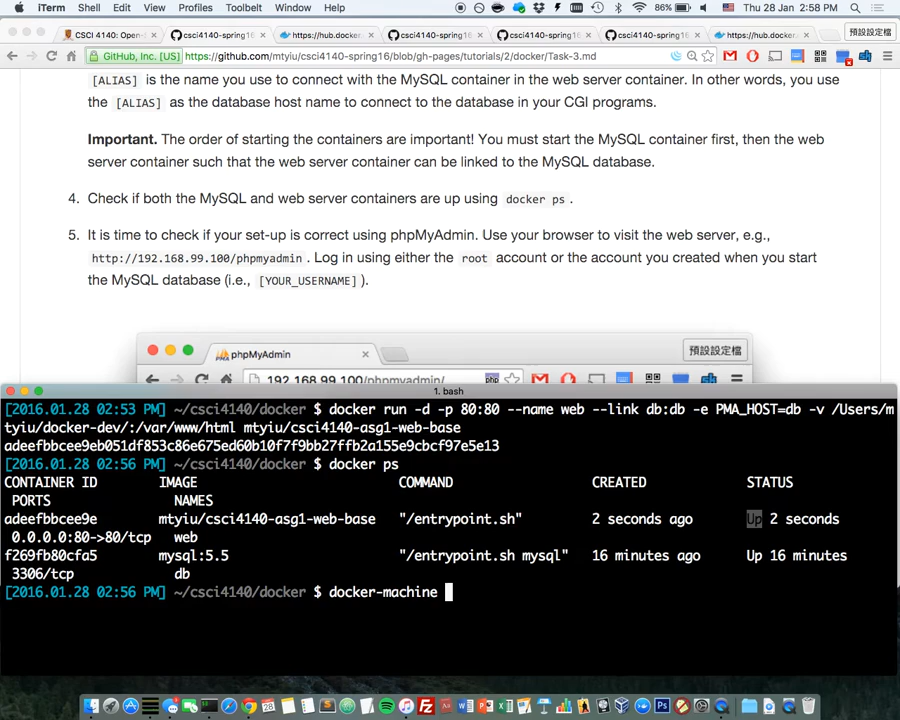 iTerm Shell Edit View Profiles Toolbelt Window Help 86% Thu 28 Jan 2:58 PM
CSCI 4140: Open- csci4140-spring16/ https://hub.docker.com csci4140-spring16/ csci4140-spring16/ csci4140-spring16/ https://hub.docker.com 預設設定檔
GitHub, Inc. [US] https://github.com/mtyiu/csci4140-spring16/blob/gh-pages/tutorials/2/docker/Task-3.md
[ALIAS] is the name you use to connect with the MySQL container in the web server container. In other words, you use
the [ALIAS] as the database host name to connect to the database in your CGI programs.
Important. The order of starting the containers are important! You must start the MySQL container first, then the web
server container such that the web server container can be linked to the MySQL database.
4. Check if both the MySQL and web server containers are up using docker ps .
5. It is time to check if your set-up is correct using phpMyAdmin. Use your browser to visit the web server, e.g.,
http://192.168.99.100/phpmyadmin . Log in using either the root account or the account you created when you start
the MySQL database (i.e., [YOUR_USERNAME] ).
phpMyAdmin 預設設定檔
192.168.99.100/phpmyadmin/ php
1. bash
[2016.01.28 02:53 PM] ~/csci4140/docker $ docker run -d -p 80:80 --name web --link db:db -e PMA_HOST=db -v /Users/m
tyiu/docker-dev/:/var/www/html mtyiu/csci4140-asg1-web-base
adeefbbcee9eb051df853c86e675ed60b10f7f9bb27ffb2a155e9cbcf97e5e13
[2016.01.28 02:56 PM] ~/csci4140/docker $ docker ps
CONTAINER ID IMAGE COMMAND CREATED STATUS
PORTS NAMES
adeefbbcee9e mtyiu/csci4140-asg1-web-base "/entrypoint.sh" 2 seconds ago Up 2 seconds
0.0.0.0:80->80/tcp web
f269fb80cfa5 mysql:5.5 "/entrypoint.sh mysql" 16 minutes ago Up 16 minutes
3306/tcp db
[2016.01.28 02:56 PM] ~/csci4140/docker $ docker-machine